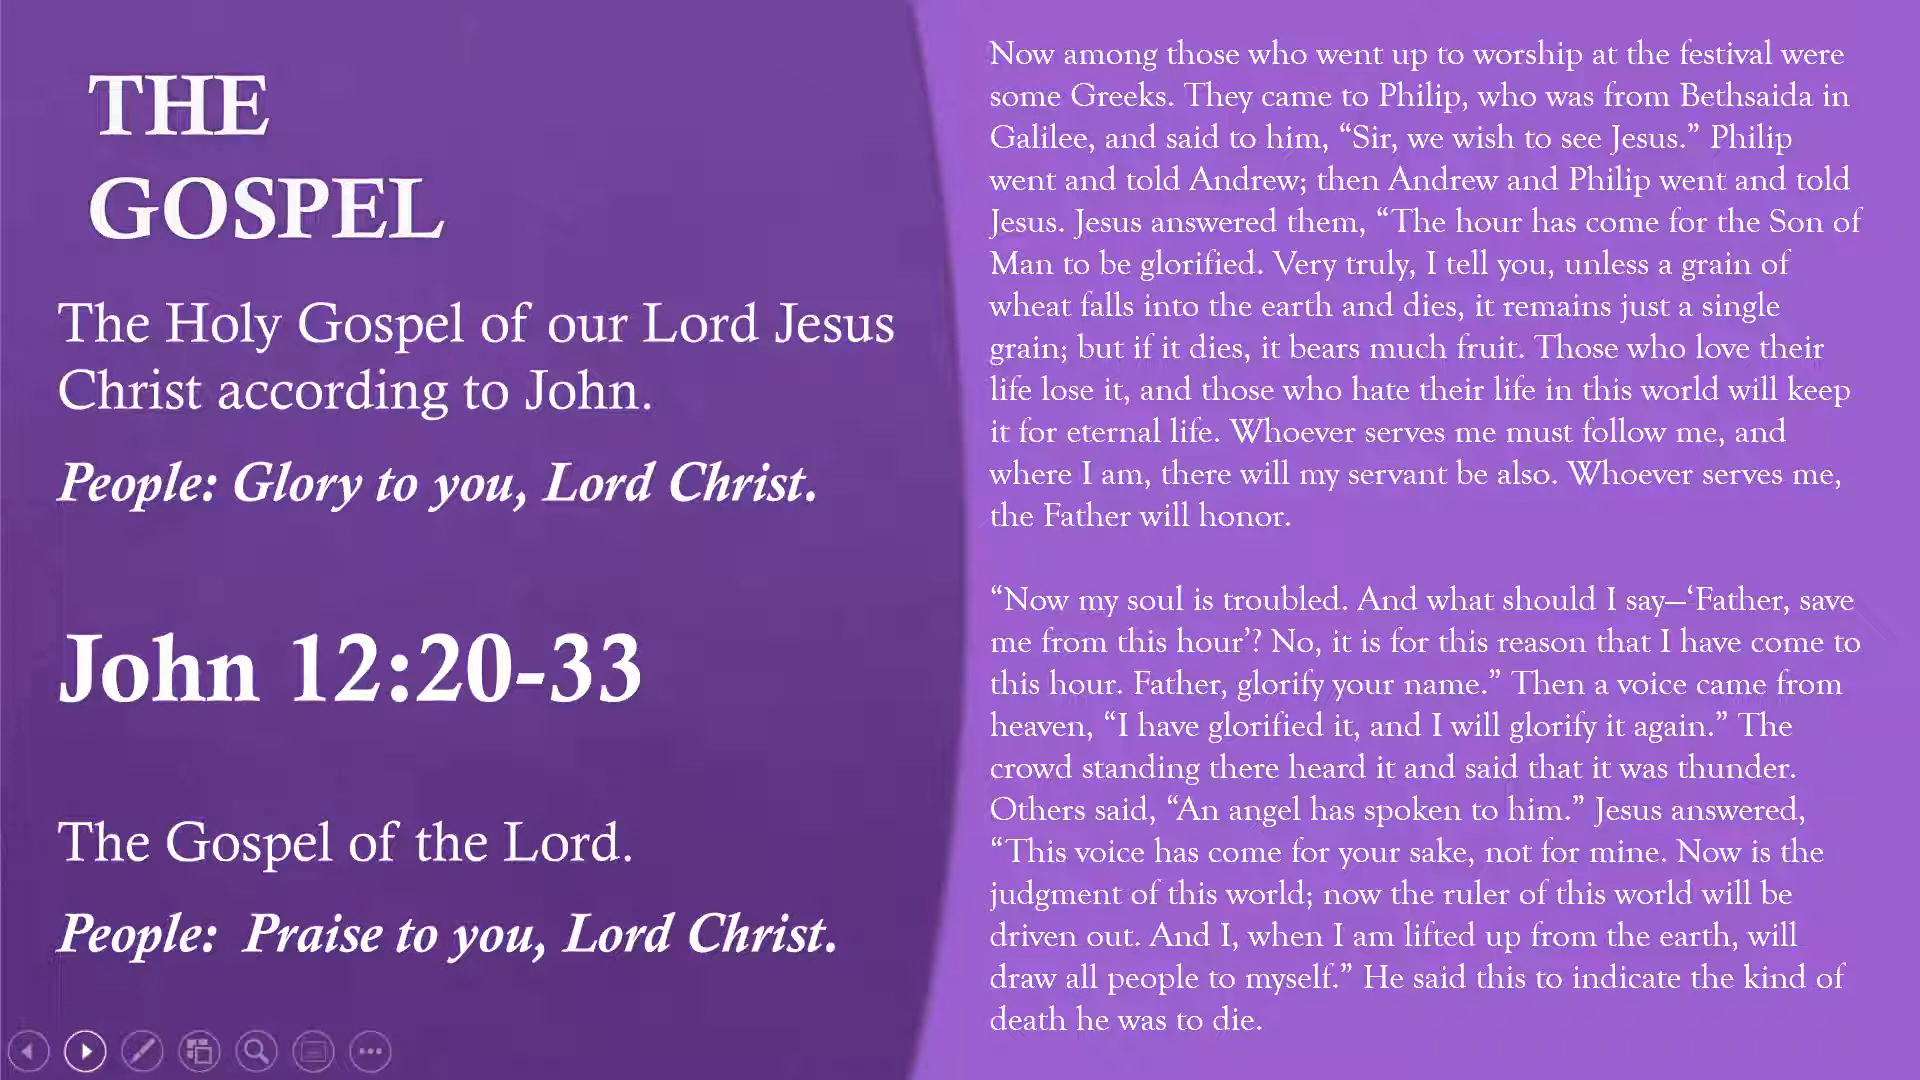 THE
GOSPEL
The Holy Gospel of our Lord Jesus
Christ according to John.
People: Glory to you, Lord Christ.
John 12:20-33
The Gospel of the Lord.
People:  Praise to you, Lord Christ.
Now among those who went up to worship at the festival were
some Greeks. They came to Philip, who was from Bethsaida in
Galilee, and said to him, “Sir, we wish to see Jesus.” Philip
went and told Andrew; then Andrew and Philip went and told
Jesus. Jesus answered them, “The hour has come for the Son of
Man to be glorified. Very truly, I tell you, unless a grain of
wheat falls into the earth and dies, it remains just a single
grain; but if it dies, it bears much fruit. Those who love their
life lose it, and those who hate their life in this world will keep
it for eternal life. Whoever serves me must follow me, and
where I am, there will my servant be also. Whoever serves me,
the Father will honor.
“Now my soul is troubled. And what should I say—‘Father, save
me from this hour’? No, it is for this reason that I have come to
this hour. Father, glorify your name.” Then a voice came from
heaven, “I have glorified it, and I will glorify it again.” The
crowd standing there heard it and said that it was thunder.
Others said, “An angel has spoken to him.” Jesus answered,
“This voice has come for your sake, not for mine. Now is the
judgment of this world; now the ruler of this world will be
driven out. And I, when I am lifted up from the earth, will
draw all people to myself.” He said this to indicate the kind of
death he was to die.